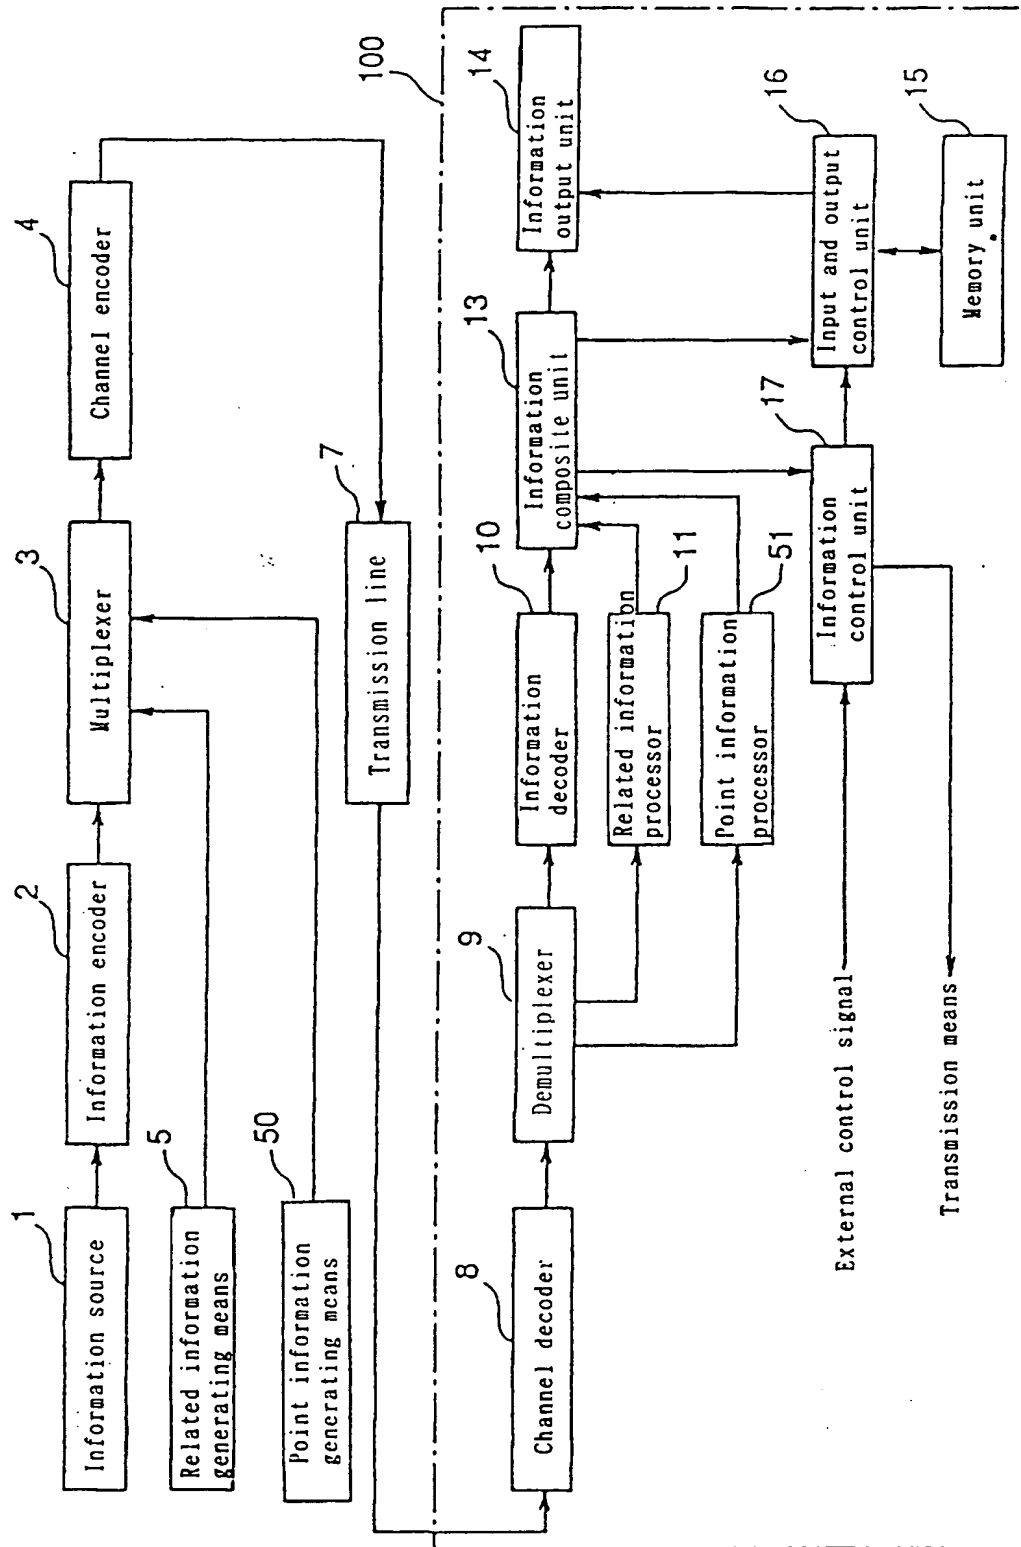 1
Information source
2
Information encoder
3
Multiplexer
4
Channel encoder
5
Related information
generating means
50
Point information
generating means
7
Transmission line
100
8
Channel decoder
9
Demultiplexer
10
Information
decoder
Related information
processor
11
Point information
processor
51
13
Information
composite unit
14
Information
output unit
External control signal
Transmission means
17
Information
control unit
16
Input and output
control unit
15
Memory unit